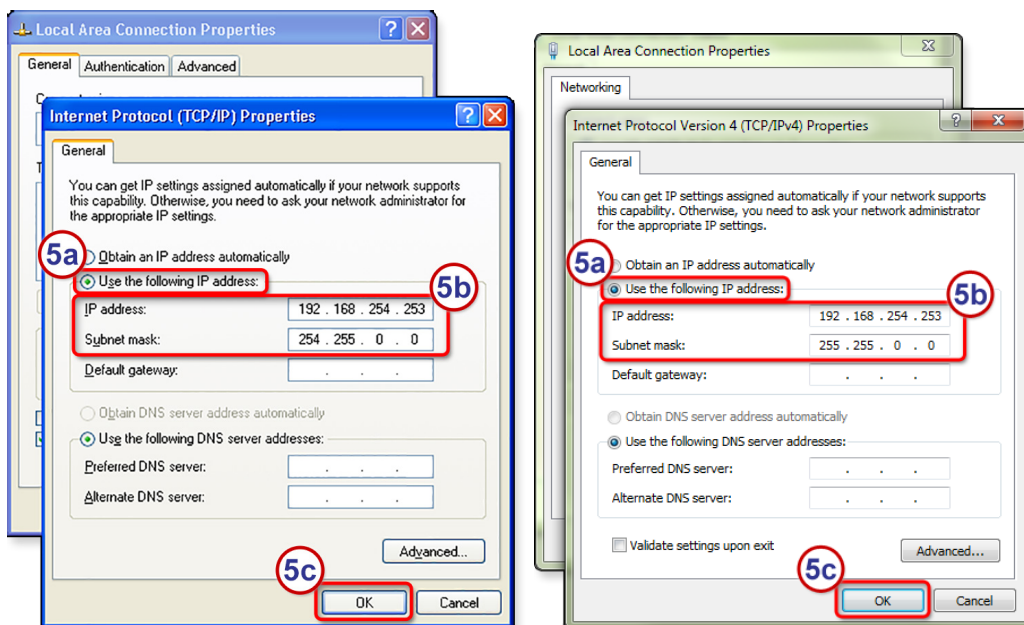 Local Area Connection Properties
General
Authentication
Advanced
Internet Protocol (TCP/IP) Properties
General
You can get IP settings assigned automatically if your network supports
this capability. Otherwise, you need to ask your network administrator for
the appropriate IP settings.
5a
Obtain an IP address automatically
Use the following IP address:
5b
IP address:
192 . 168 . 254 . 253
Subnet mask:
254 . 255 . 0 . 0
Default gateway:
. . .
Obtain DNS server address automatically
Use the following DNS server addresses:
Preferred DNS server:
. . .
Alternate DNS server:
. . .
Advanced...
5c
OK
Cancel
Local Area Connection Properties
Networking
Internet Protocol Version 4 (TCP/IPv4) Properties
General
You can get IP settings assigned automatically if your network supports
this capability. Otherwise, you need to ask your network administrator
for the appropriate IP settings.
5a
Obtain an IP address automatically
Use the following IP address:
5b
IP address:
192 . 168 . 254 . 253
Subnet mask:
255 . 255 . 0 . 0
Default gateway:
. . .
Obtain DNS server address automatically
Use the following DNS server addresses:
Preferred DNS server:
. . .
Alternate DNS server:
. . .
Validate settings upon exit
Advanced...
5c
OK
Cancel